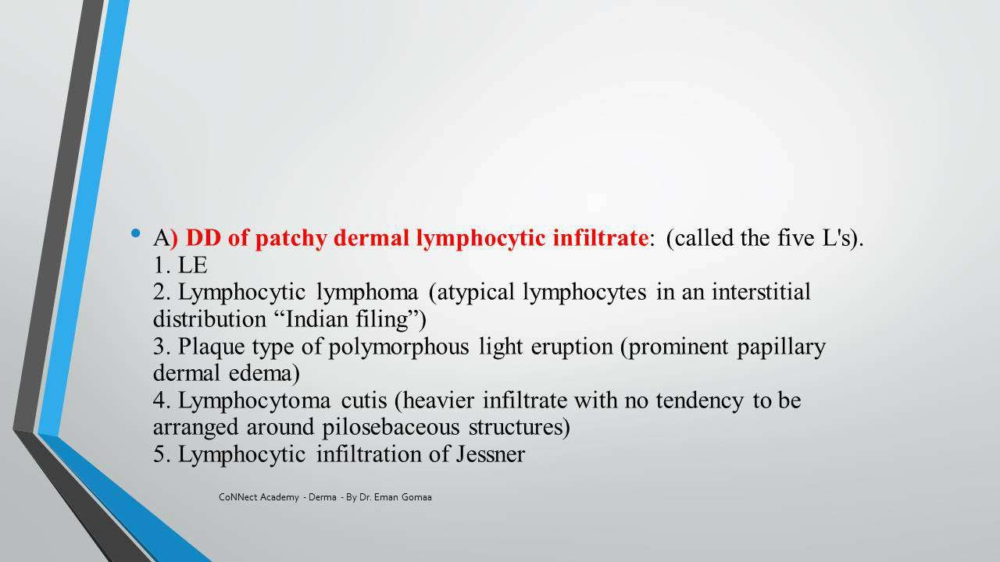 • A) DD of patchy dermal lymphocytic infiltrate: (called the five L's).
1. LE
2. Lymphocytic lymphoma (atypical lymphocytes in an interstitial
distribution “Indian filing”)
3. Plaque type of polymorphous light eruption (prominent papillary
dermal edema)
4. Lymphocytoma cutis (heavier infiltrate with no tendency to be
arranged around pilosebaceous structures)
5. Lymphocytic infiltration of Jessner
CoNNect Academy - Derma - By Dr. Eman Gomaa